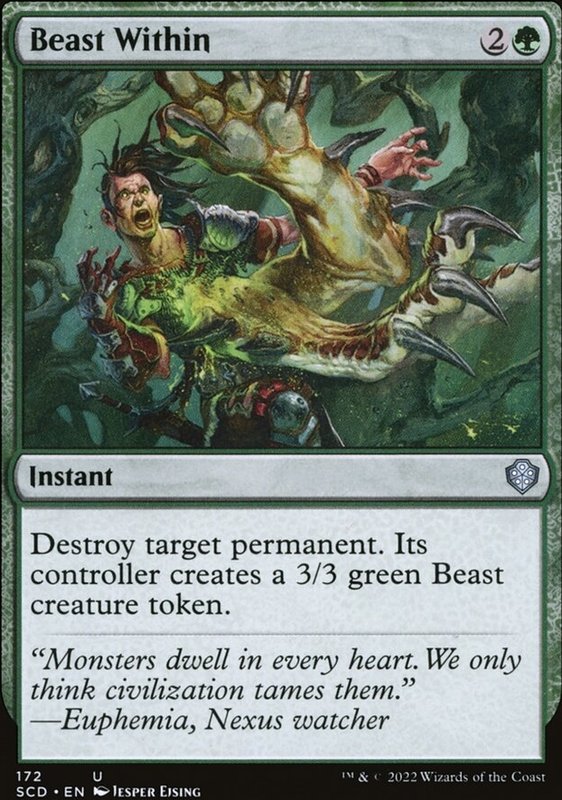 Beast Within 2
Instant
Destroy target permanent. Its
controller creates a 3/3 green Beast
creature token.
“Monsters dwell in every heart. We only
think civilization tames them.”
—Euphemia, Nexus watcher
172 U
SCD • EN Jesper Ejsing
™ & © 2022 Wizards of the Coast